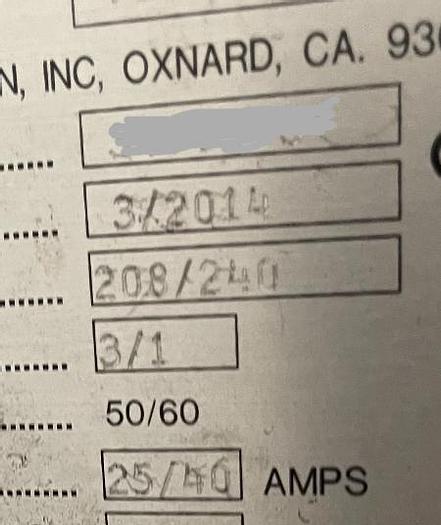 N, INC, OXNARD, CA. 93
3/2014
208/240
3/1
50/60
25/40 AMPS